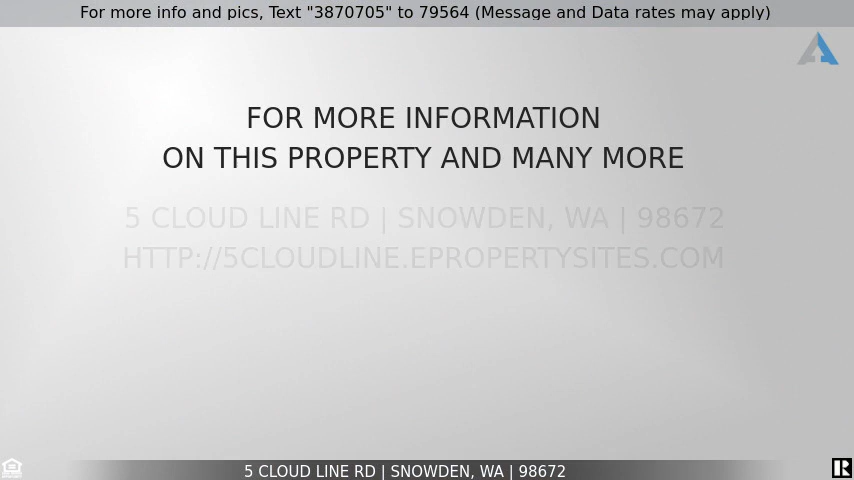 For more info and pics, Text "3870705" to 79564 (Message and Data rates may apply)
FOR MORE INFORMATION
ON THIS PROPERTY AND MANY MORE
5 CLOUD LINE RD | SNOWDEN, WA | 98672
HTTP://5CLOUDLINE.EPROPERTYSITES.COM
5 CLOUD LINE RD | SNOWDEN, WA | 98672